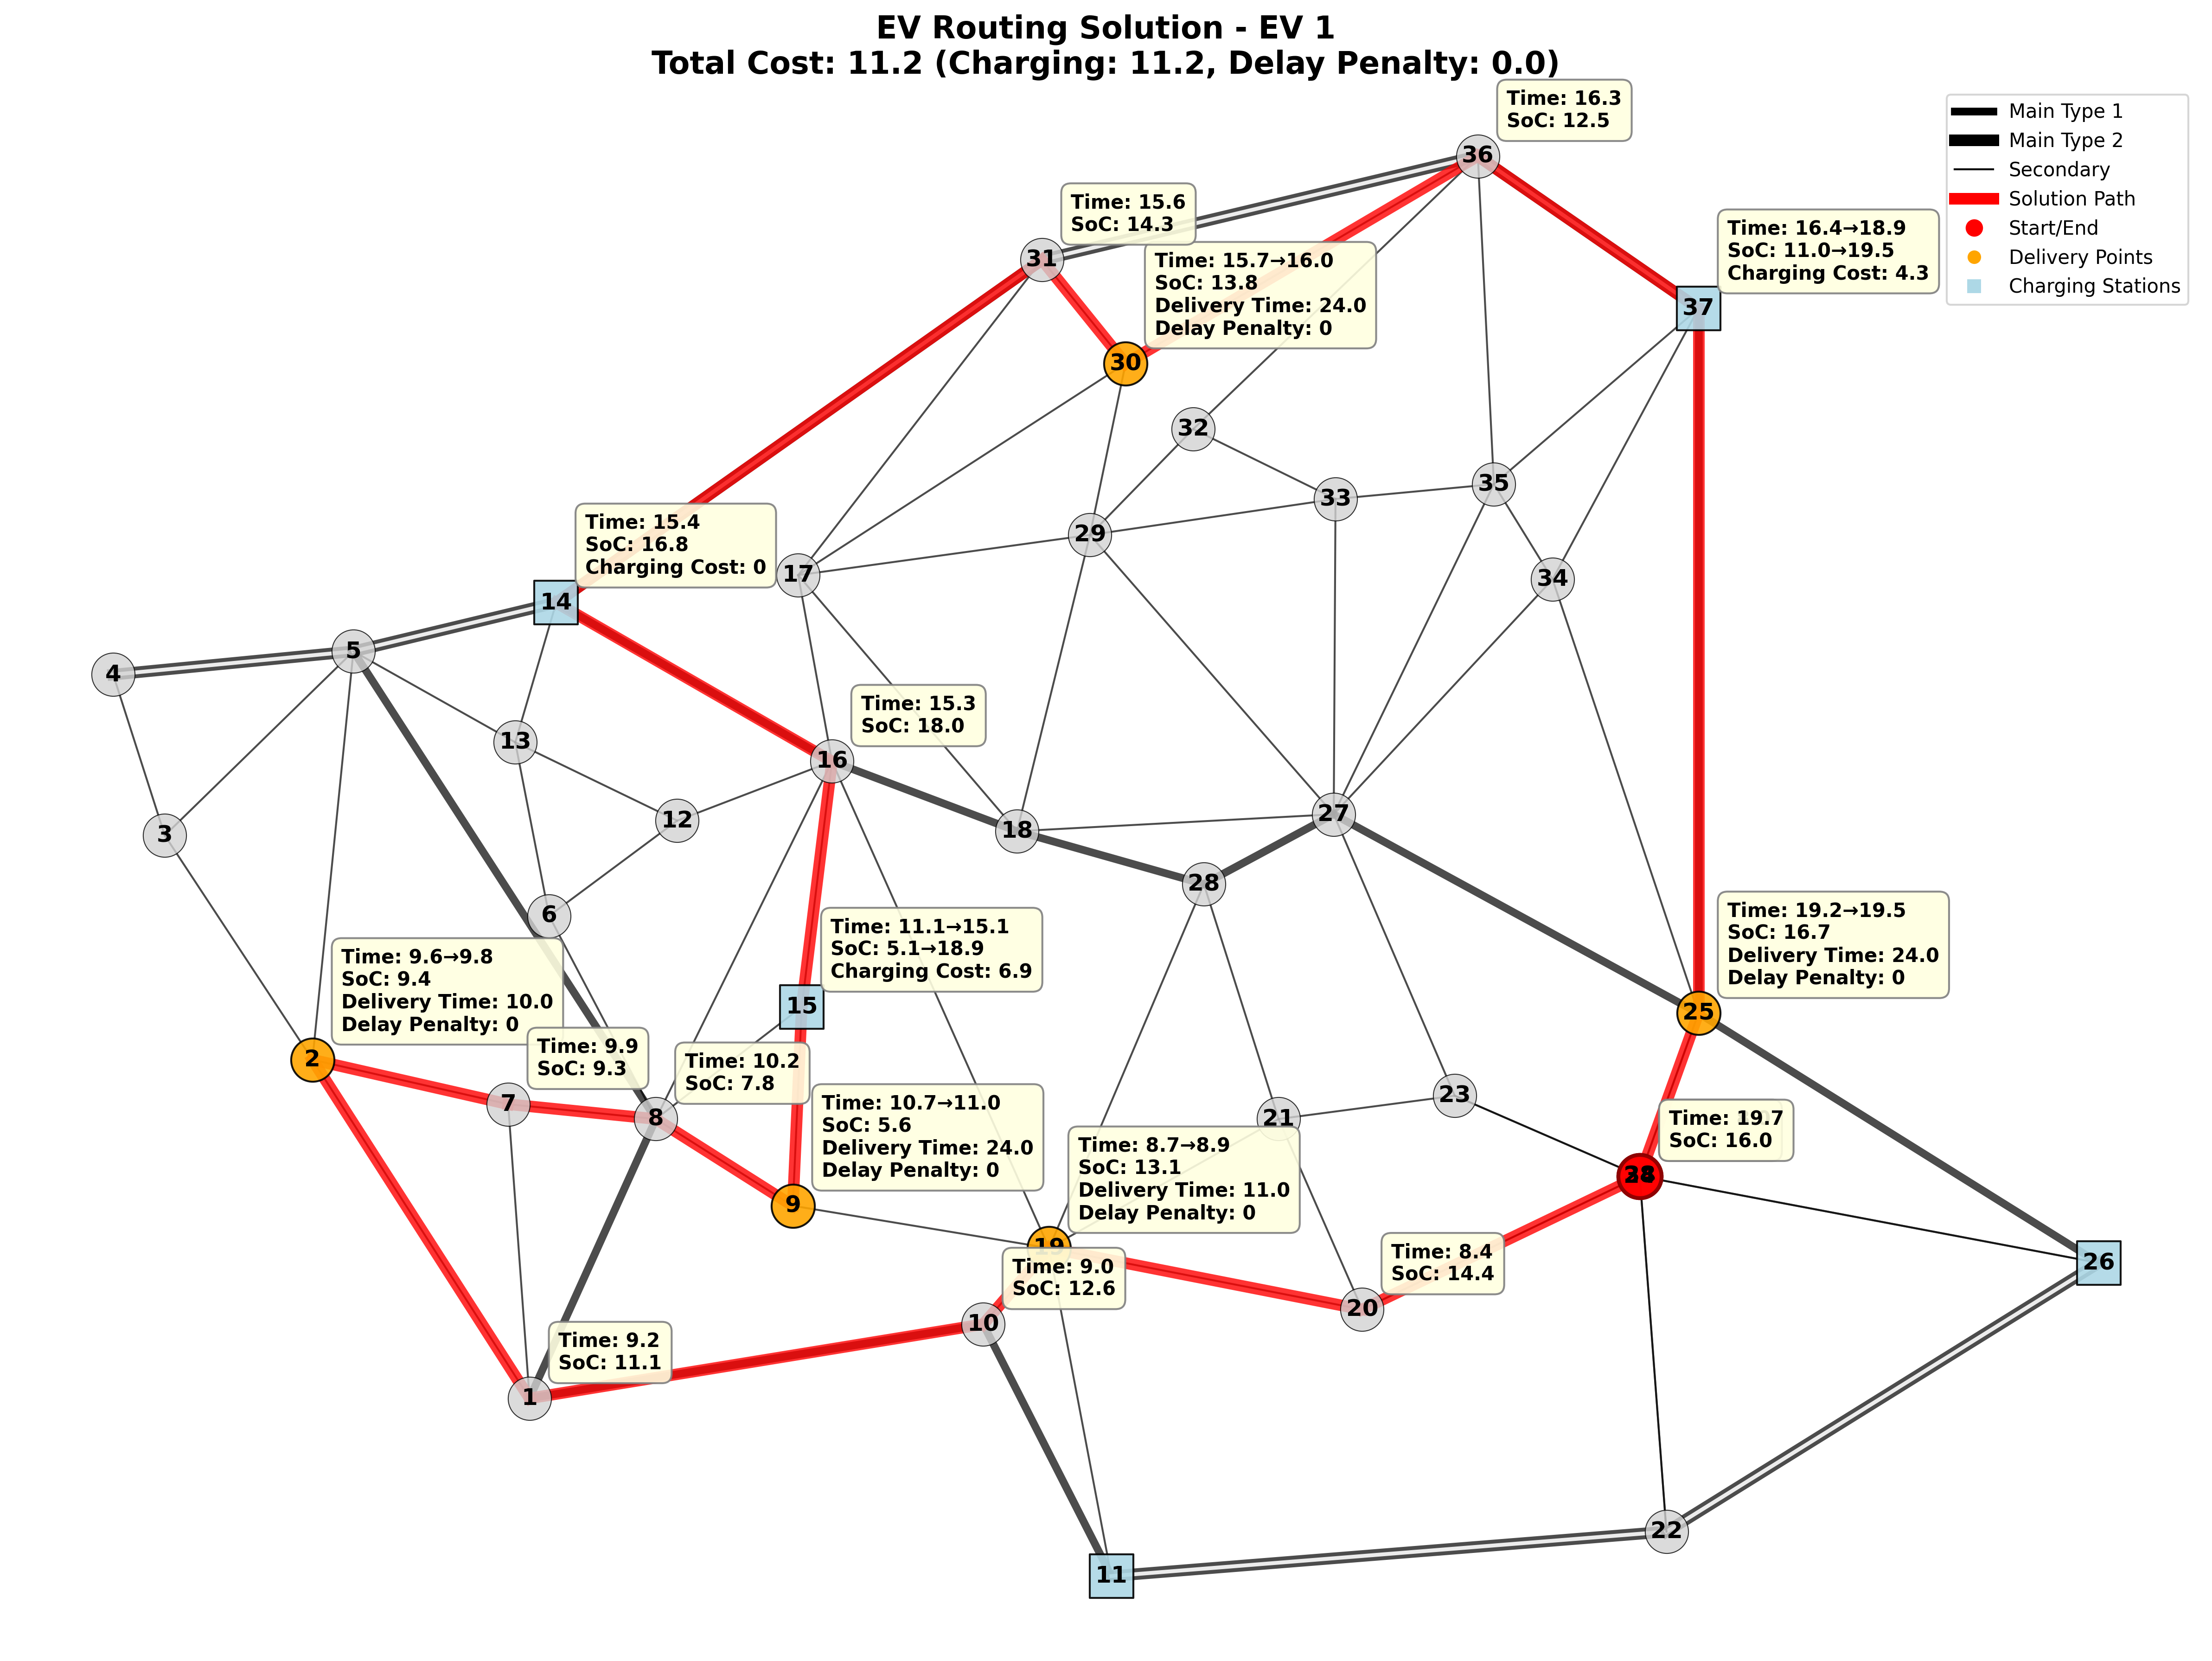 EV Routing Solution - EV 1
Total Cost: 11.2 (Charging: 11.2, Delay Penalty: 0.0)
Main Type 1
Main Type 2
Secondary
Solution Path
Start/End
Delivery Points
Charging Stations
Time: 16.3
SoC: 12.5
36
Time: 15.6
SoC: 14.3
31
Time: 16.4→18.9
SoC: 11.0→19.5
Charging Cost: 4.3
37
Time: 15.7→16.0
SoC: 13.8
Delivery Time: 24.0
Delay Penalty: 0
30
32
35
33
29
Time: 15.4
SoC: 16.8
Charging Cost: 0
17
34
14
5
4
Time: 15.3
SoC: 18.0
13
16
27
12
18
3
28
6
Time: 19.2→19.5
SoC: 16.7
Delivery Time: 24.0
Delay Penalty: 0
Time: 11.1→15.1
SoC: 5.1→18.9
Charging Cost: 6.9
Time: 9.6→9.8
SoC: 9.4
Delivery Time: 10.0
Delay Penalty: 0
15
25
Time: 9.9
SoC: 9.3
2
Time: 10.2
SoC: 7.8
23
7
8
21
Time: 10.7→11.0
SoC: 5.6
Delivery Time: 24.0
Delay Penalty: 0
Time: 19.7
SoC: 16.0
Time: 8.7→8.9
SoC: 13.1
Delivery Time: 11.0
Delay Penalty: 0
9
19
Time: 9.0
SoC: 12.6
Time: 8.4
SoC: 14.4
26
20
10
Time: 9.2
SoC: 11.1
1
22
11